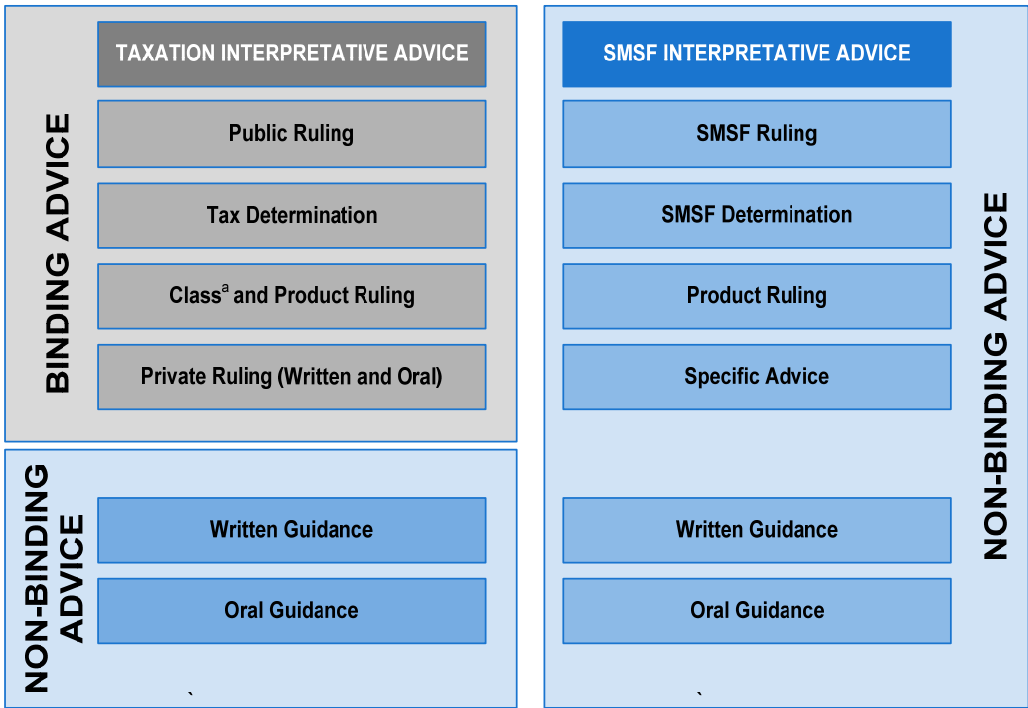 TAXATION INTERPRETATIVE ADVICE
BINDING ADVICE
Public Ruling
Tax Determination
Classª and Product Ruling
Private Ruling (Written and Oral)
NON-BINDING
ADVICE
Written Guidance
Oral Guidance
`
SMSF INTERPRETATIVE ADVICE
SMSF Ruling
SMSF Determination
Product Ruling
Specific Advice
Written Guidance
Oral Guidance
`
NON-BINDING ADVICE